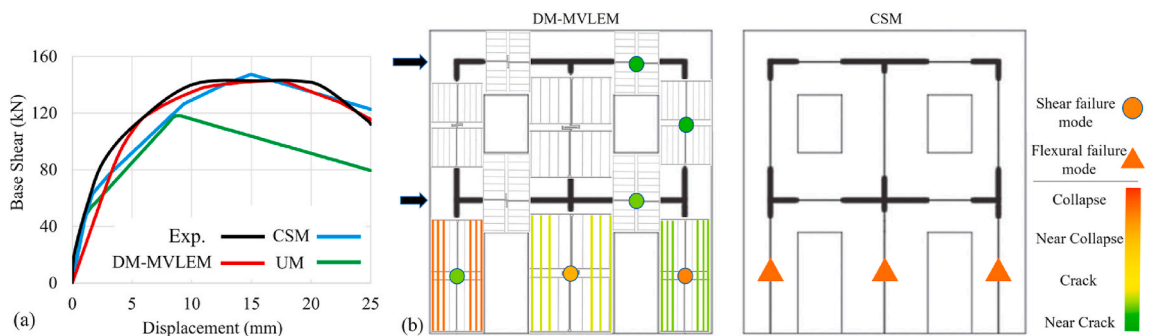 DM-MVLEM
CSM
(a)
Base Shear (kN)
160
120
80
40
0
Exp.
CSM
DM-MVLEM
UM
0 5 10 15 20 25
Displacement (mm)
(b)
Shear failure
mode
Flexural failure
mode
Collapse
Near Collapse
Crack
Near Crack